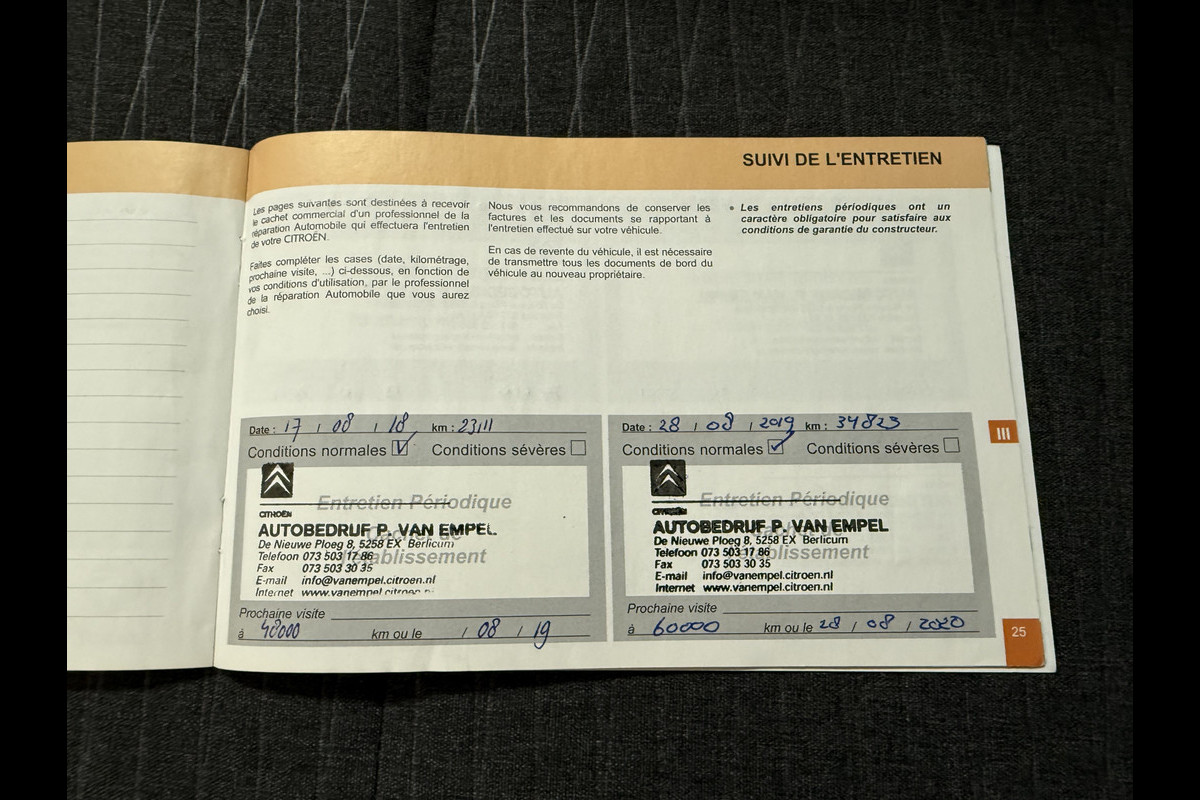 SUIVI DE L'ENTRETIEN
Les pages suivantes sont destinées à recevoir
le cachet commercial d'un professionnel de la
réparation Automobile qui effectuera l'entretien
de votre CITROËN.
Faites compléter les cases (date, kilométrage,
prochaine visite, ...) ci-dessous, en fonction de
vos conditions d'utilisation, par le professionnel
de la réparation Automobile que vous aurez
choisi.
Nous vous recommandons de conserver les
factures et les documents se rapportant à
l'entretien effectué sur votre véhicule.
En cas de revente du véhicule, il est nécessaire
de transmettre tous les documents de bord du
véhicule au nouveau propriétaire.
• Les entretiens périodiques ont un
caractère obligatoire pour satisfaire aux
conditions de garantie du constructeur.
Date : 17 / 08 / 18 km : 23111
Conditions normales Conditions sévères
Entretien Périodique
CITROËN
AUTOBEDRIJF P. VAN EMPEL
De Nieuwe Ploeg 8, 5258 EX Berlicum
Telefoon 073 503 17 86
établissement
Fax 073 503 30 35
E-mail info@vanempel.citroen.nl
Internet www.vanempel.citroen.nl
Prochaine visite
à 40000 km ou le / 08 / 19
Date : 28 / 08 / 2019 km : 34823
Conditions normales Conditions sévères
Entretien Périodique
CITROËN
AUTOBEDRIJF P. VAN EMPEL
De Nieuwe Ploeg 8, 5258 EX Berlicum
Telefoon 073 503 17 86
établissement
Fax 073 503 30 35
E-mail info@vanempel.citroen.nl
Internet www.vanempel.citroen.nl
Prochaine visite
à 60000 km ou le 28 / 08 / 2020
III
25